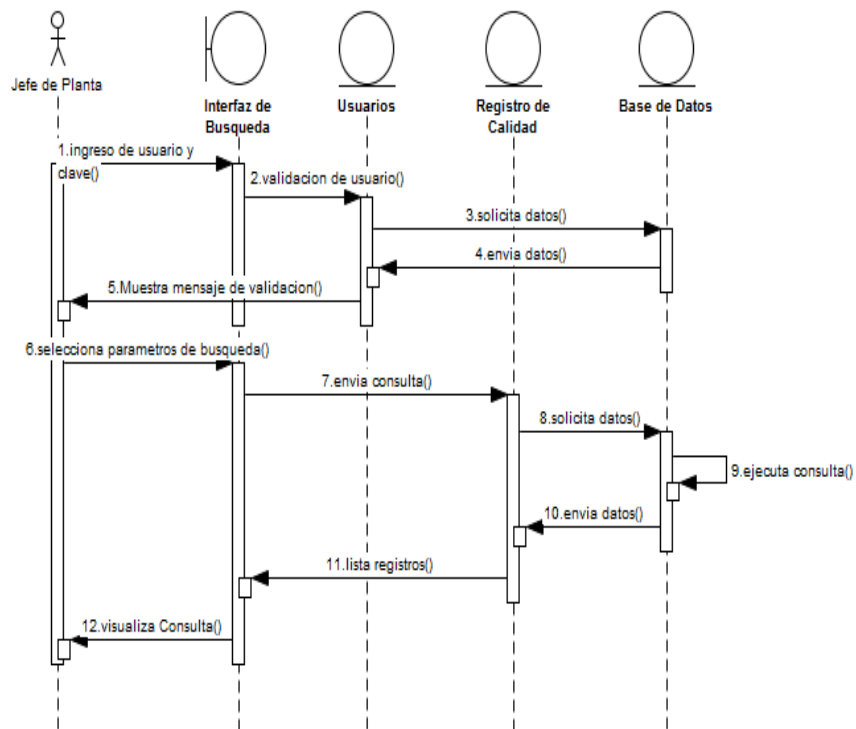 Jefe de Planta
Interfaz de
Busqueda
Usuarios
Registro de
Calidad
Base de Datos
1.ingreso de usuario y
clave()
2.validacion de usuario()
3.solicita datos()
4.envia datos()
5.Muestra mensaje de validacion()
6.selecciona parametros de busqueda()
7.envia consulta()
8.solicita datos()
9.ejecuta consulta()
10.envia datos()
11.lista registros()
12.visualiza Consulta()